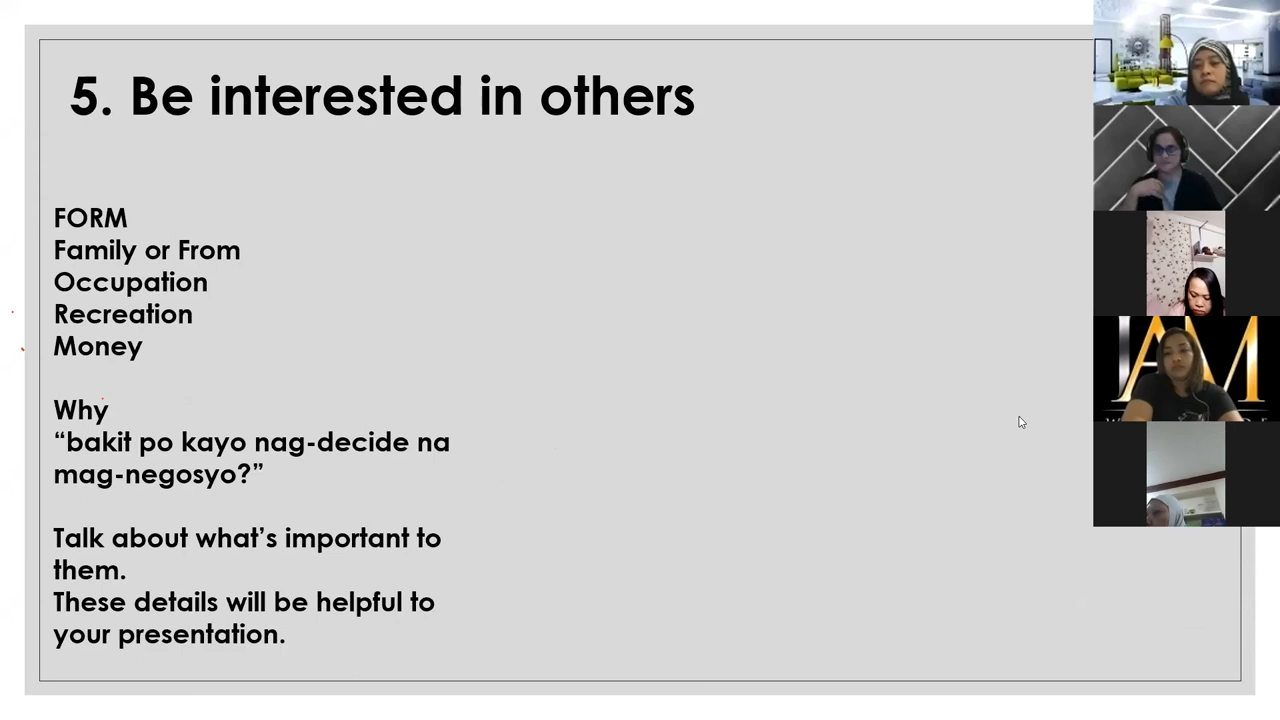 5. Be interested in others
FORM
Family or From
Occupation
Recreation
Money
Why
“bakit po kayo nag-decide na
mag-negosyo?”
Talk about what’s important to
them.
These details will be helpful to
your presentation.
IAM